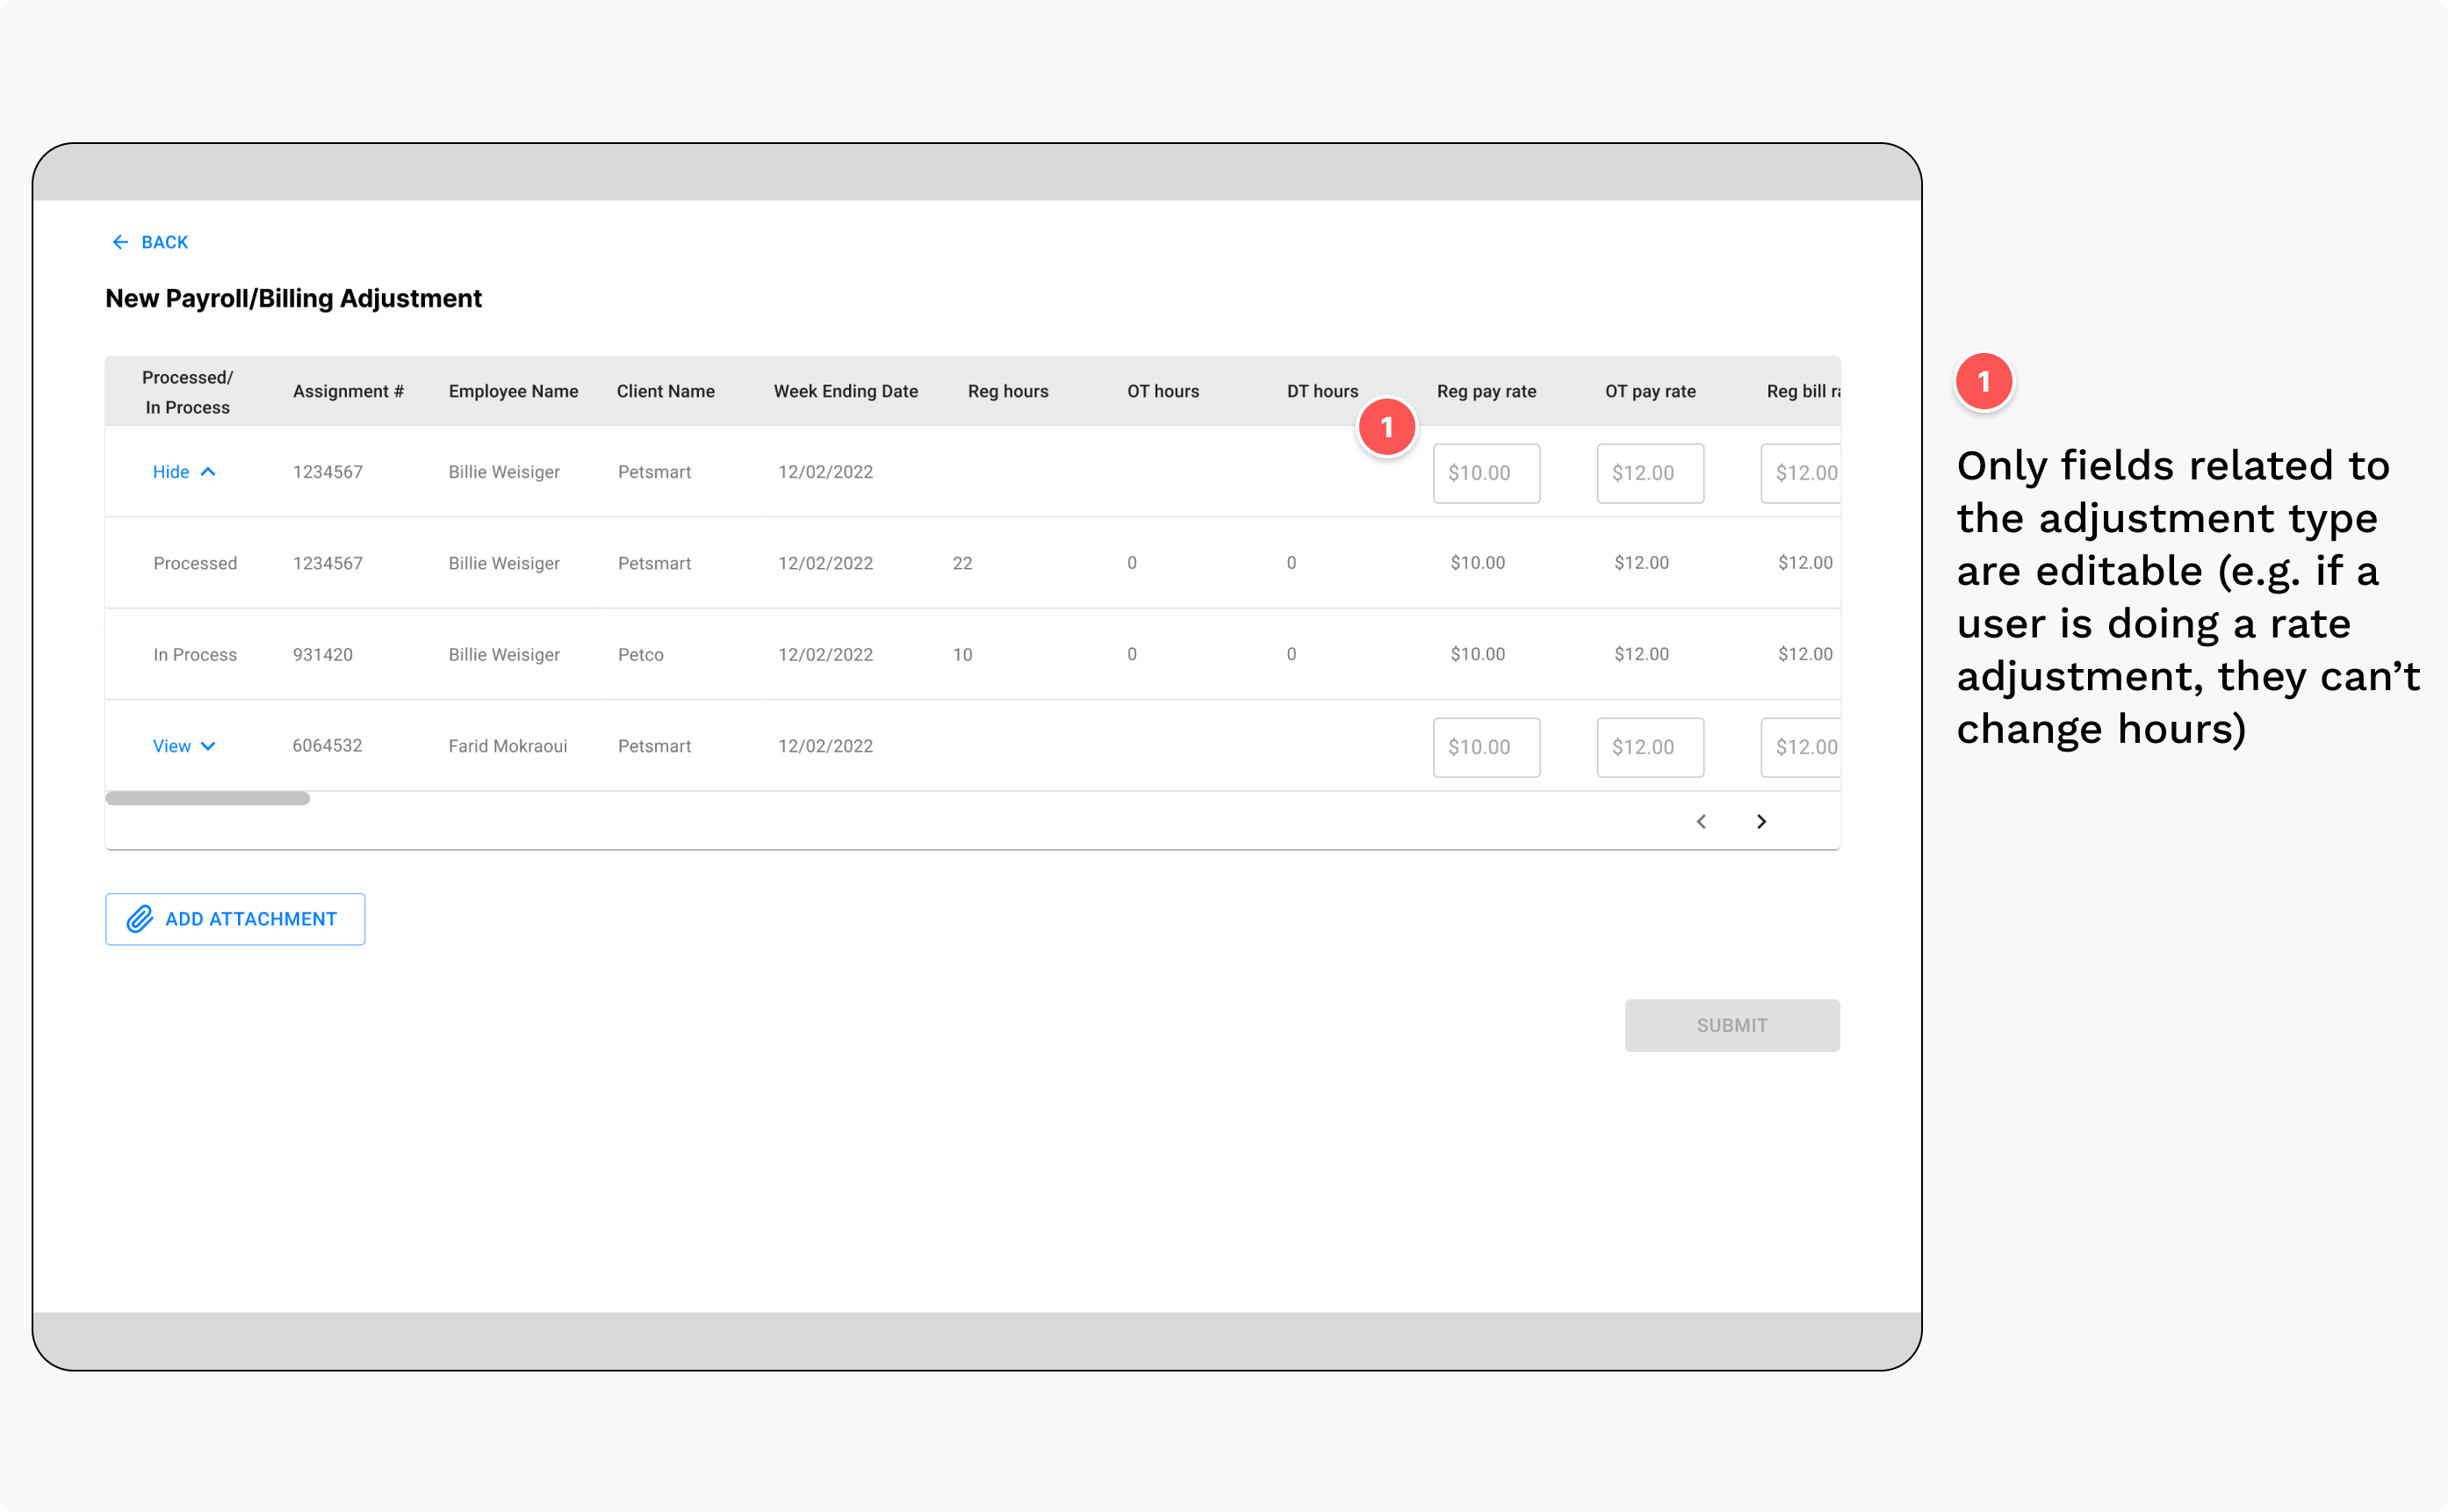 BACK
New Payroll/Billing Adjustment
Processed/
In Process
Assignment #
Employee Name
Client Name
Week Ending Date
Reg hours
OT hours
DT hours
Reg pay rate
OT pay rate
Reg bill ra
1
Hide
1234567
Billie Weisiger
Petsmart
12/02/2022
$10.00
$12.00
$12.00
Processed
1234567
Billie Weisiger
Petsmart
12/02/2022
22
0
0
$10.00
$12.00
$12.00
In Process
931420
Billie Weisiger
Petco
12/02/2022
10
0
0
$10.00
$12.00
$12.00
View
6064532
Farid Mokraoui
Petsmart
12/02/2022
$10.00
$12.00
$12.00
ADD ATTACHMENT
SUBMIT
1
Only fields related to
the adjustment type
are editable (e.g. if a
user is doing a rate
adjustment, they can’t
change hours)